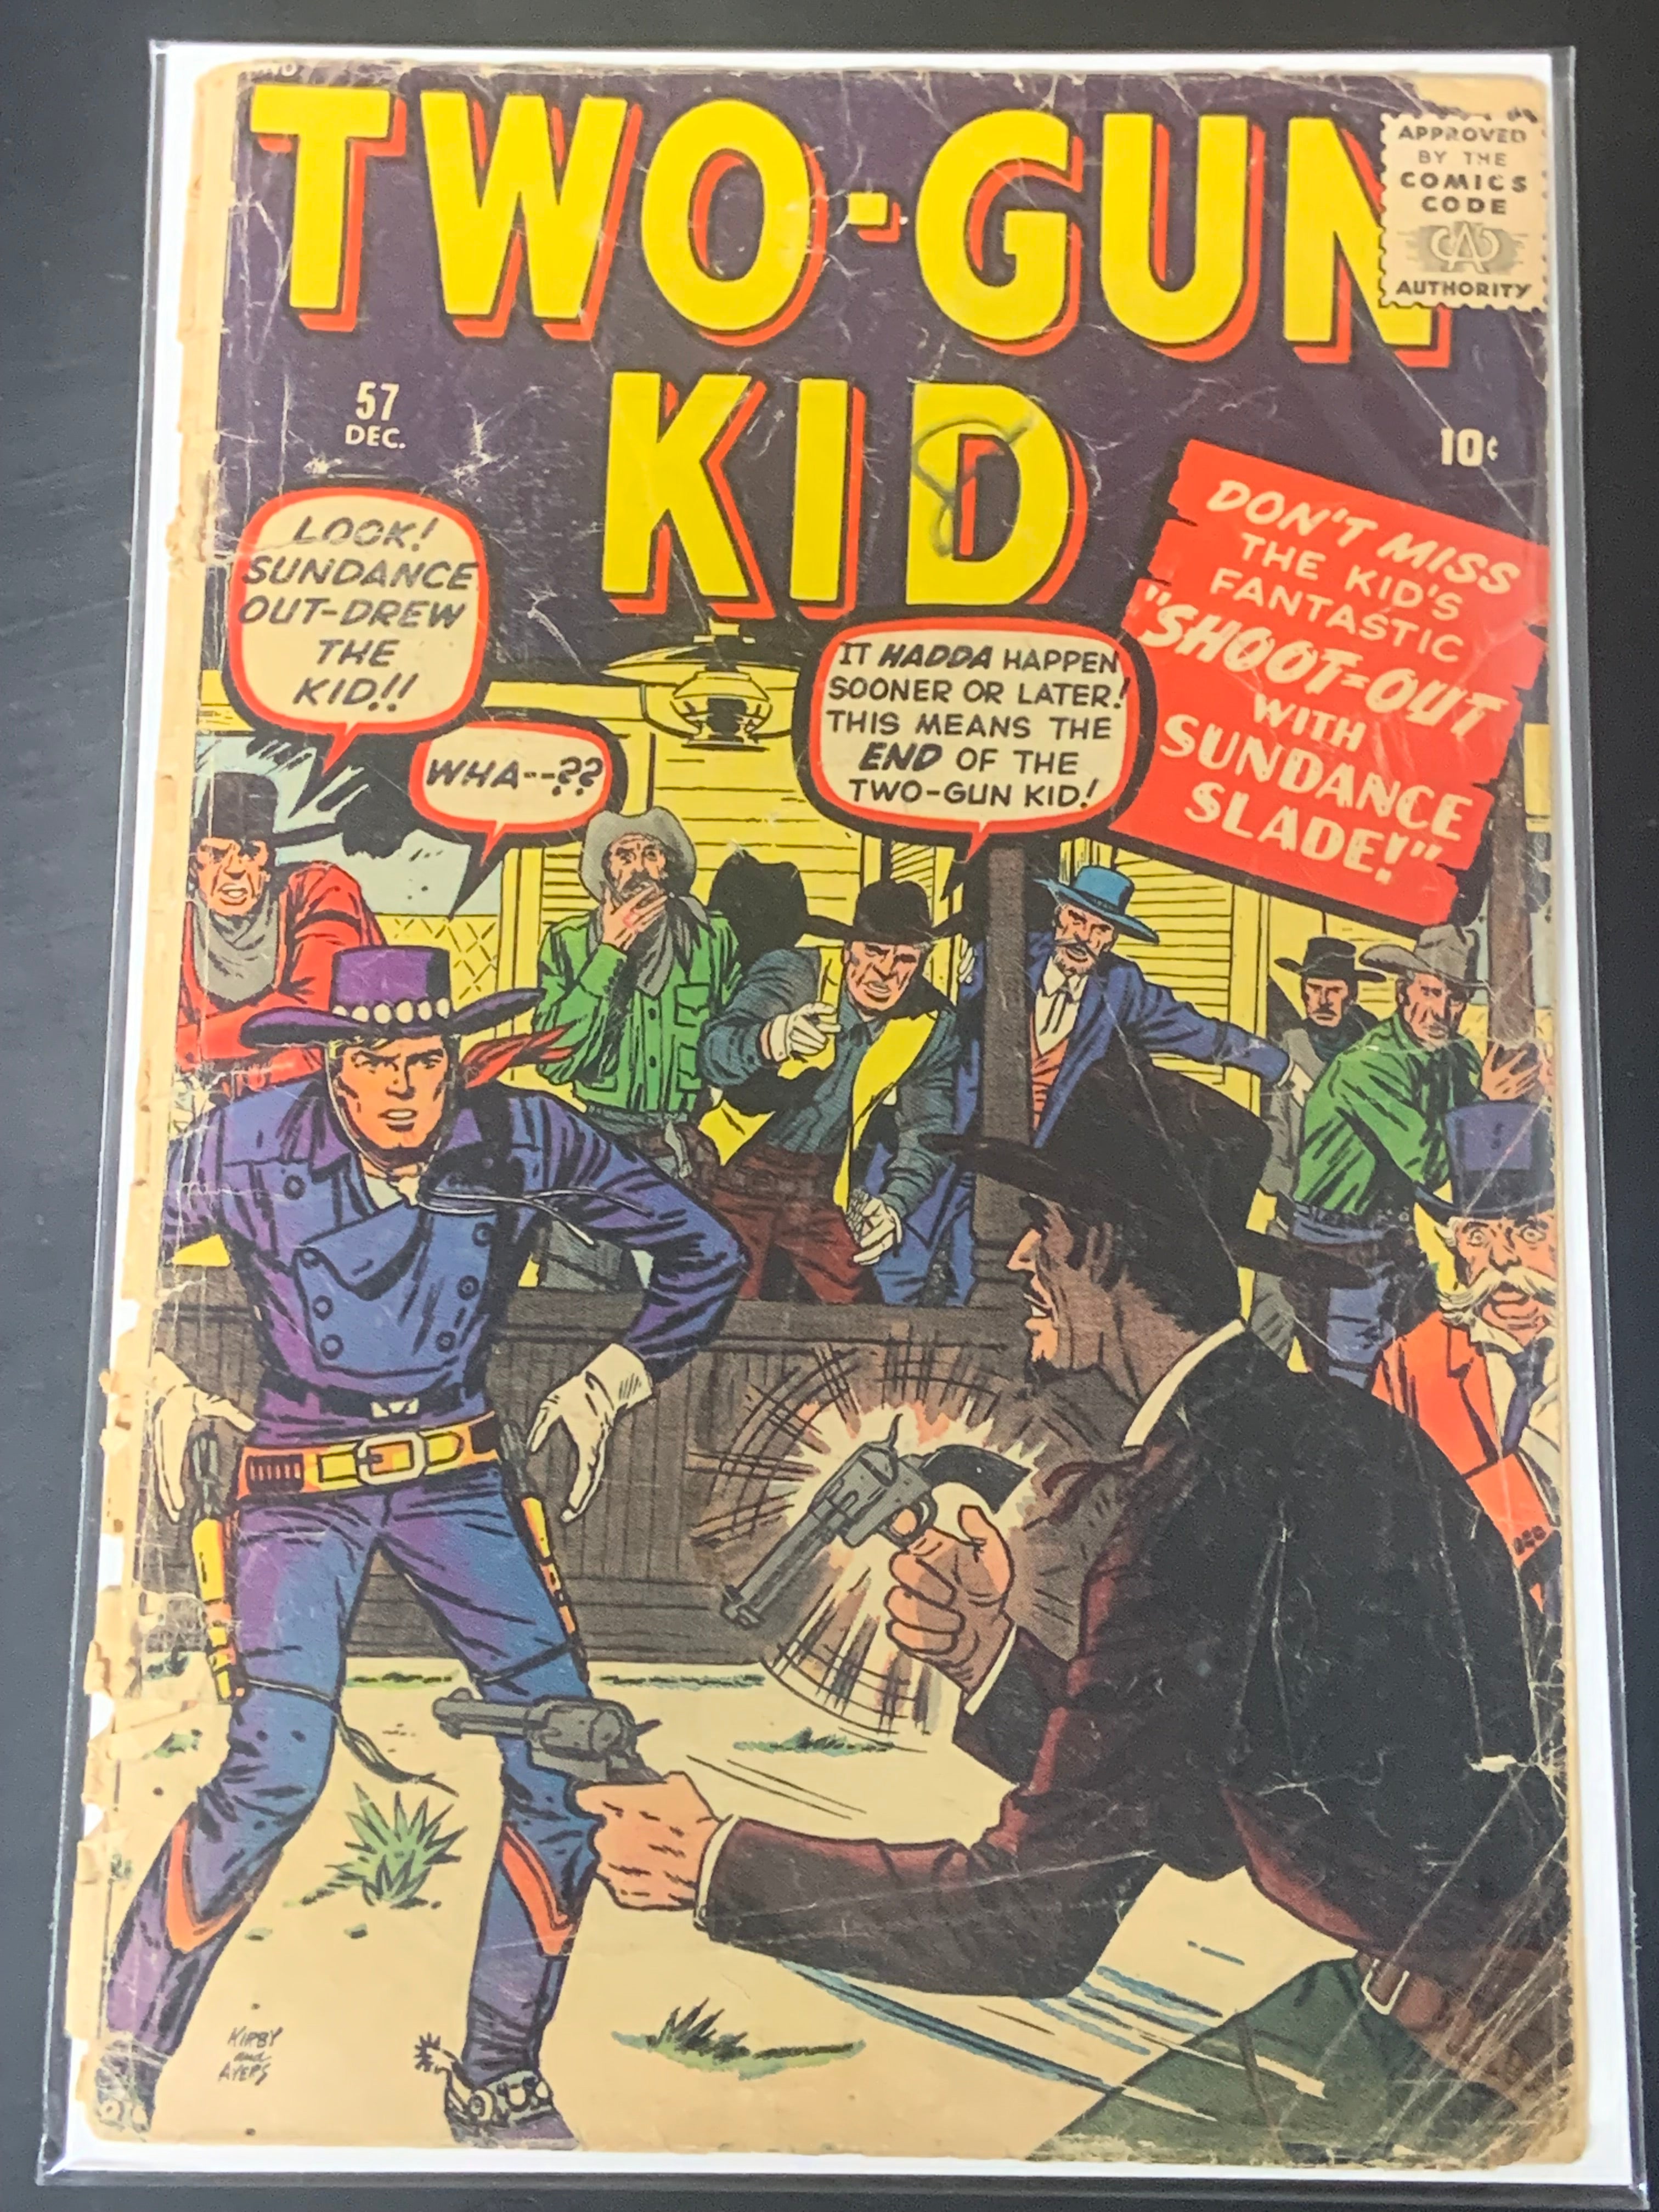 TWO-GUN
KID
APPROVED
BY THE
COMICS
CODE
CA
AUTHORITY
57
DEC.
10¢
DON'T MISS
THE KID'S
FANTASTIC
"SHOOT-OUT
WITH
SUNDANCE
SLADE!"
LOOK!
SUNDANCE
OUT-DREW
THE
KID!!
WHA--??
IT HADDA HAPPEN
SOONER OR LATER!
THIS MEANS THE
END OF THE
TWO-GUN KID!
KIRBY
and
AYERS